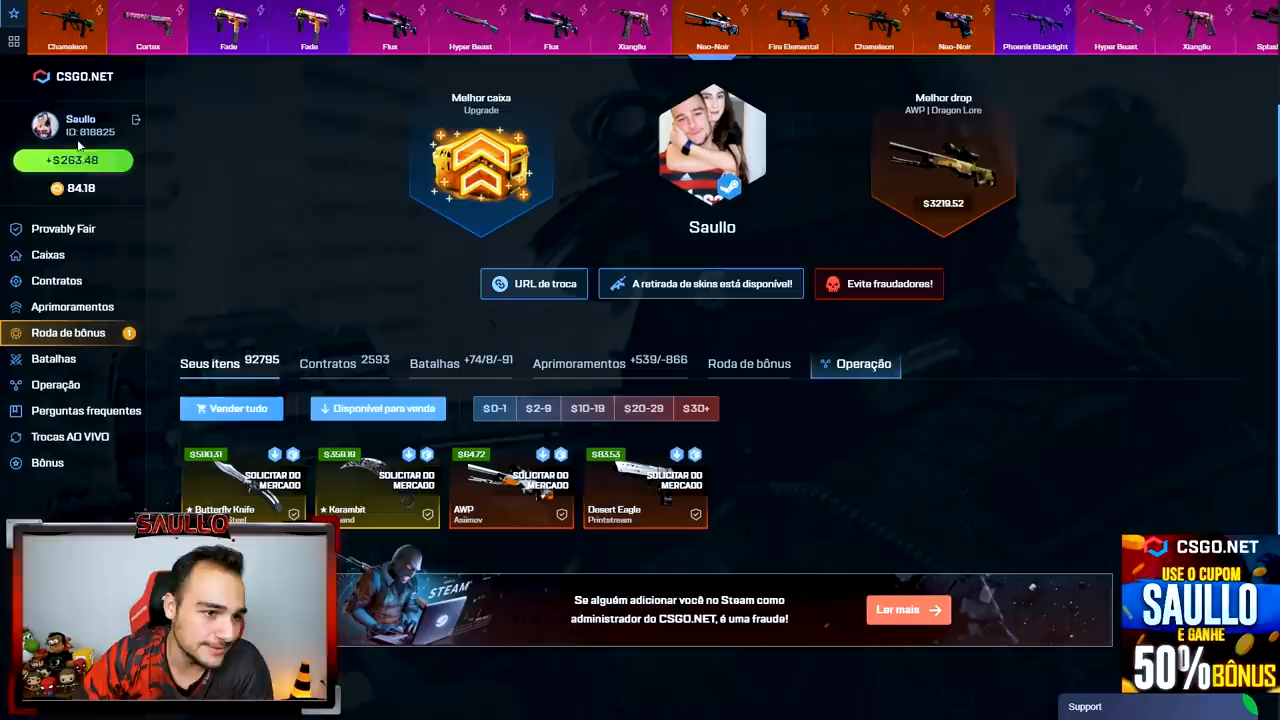 Chameleon
Cortex
Fade
Fade
Flux
Hyper Beast
Flux
Xiangliu
Neo-Noir
Fire Elemental
Chameleon
Neo-Noir
Phoenix Blacklight
Hyper Beast
Xiangliu
Splas
CSGO.NET
Saullo
ID: 818825
+$263.48
84.18
Provably Fair
Caixas
Contratos
Aprimoramentos
Roda de bônus 1
Batalhas
Operação
Perguntas frequentes
Trocas AO VIVO
Bônus
Melhor caixa
Upgrade
Melhor drop
AWP | Dragon Lore
$3219.52
Saullo
URL de troca
A retirada de skins está disponível!
Evite fraudadores!
Seus itens 92795
Contratos 2593
Batalhas +74/8/-91
Aprimoramentos +539/-866
Roda de bônus
Operação
Vender tudo
Disponível para venda
$0-1
$2-9
$10-19
$20-29
$30+
$590.31
SOLICITAR DO
MERCADO
★ Butterfly Knife
Steel
$359.19
SOLICITAR DO
MERCADO
★ Karambit
$64.72
SOLICITAR DO
MERCADO
AWP
Asiimov
$83.53
SOLICITAR DO
MERCADO
Desert Eagle
Printstream
SAULLO
STEAM
Se alguém adicionar você no Steam como
administrador do CSGO.NET, é uma fraude!
Ler mais
CSGO.NET
USE O CUPOM
SAULLO
E GANHE
50% BÔNUS
Support